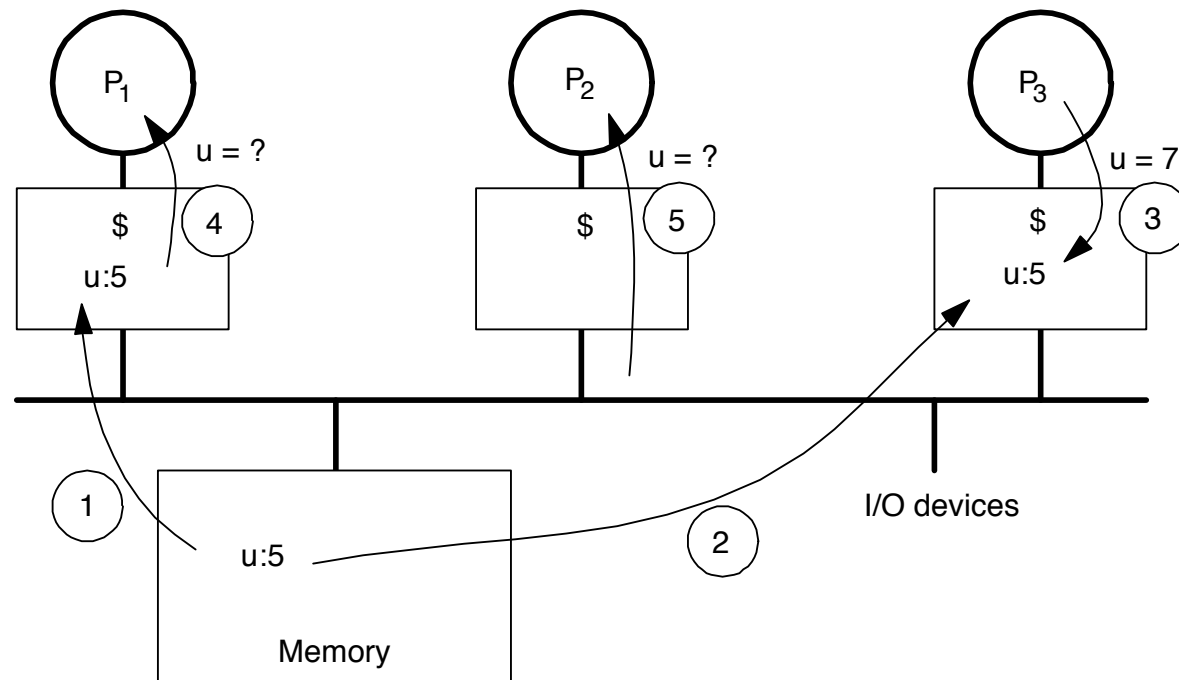 P1
P2
P3
u = ?
u = ?
u = 7
$
4
$
5
$
3
u:5
u:5
1
I/O devices
2
u:5
Memory